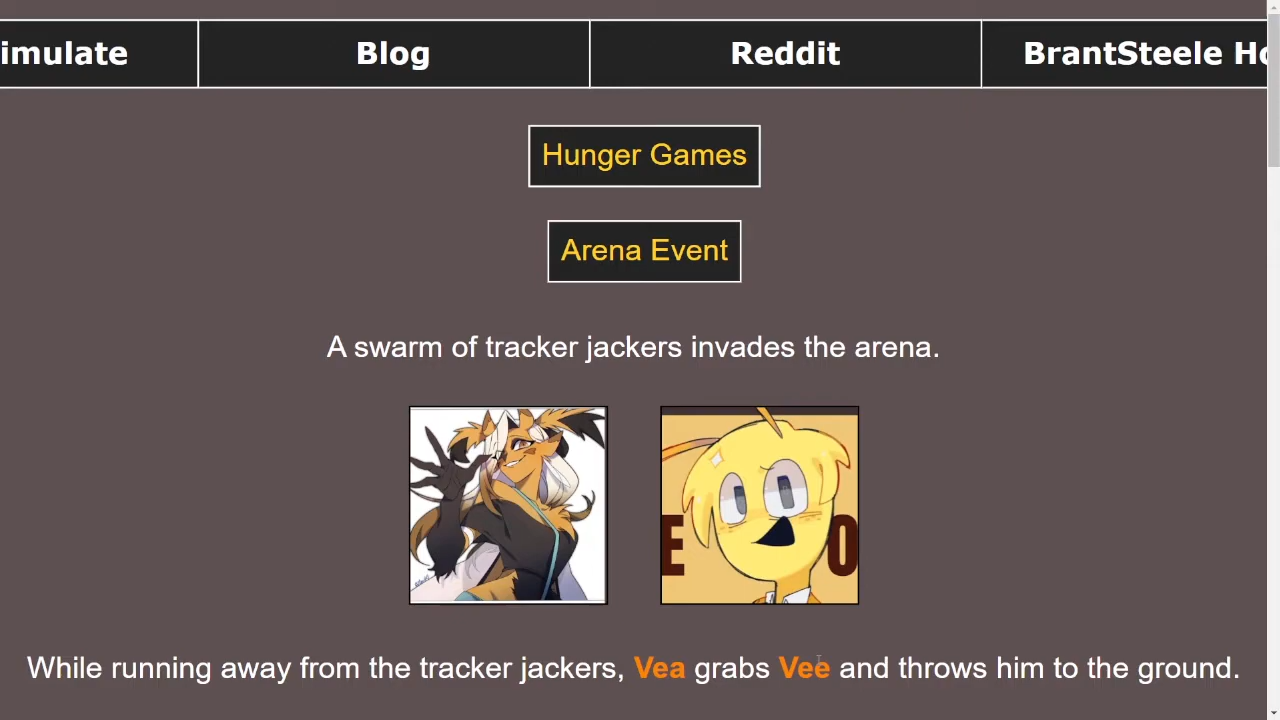 imulate
Blog
Reddit
BrantSteele Ho
Hunger Games
Arena Event
A swarm of tracker jackers invades the arena.
E
O
While running away from the tracker jackers, Vea grabs Vee and throws him to the ground.